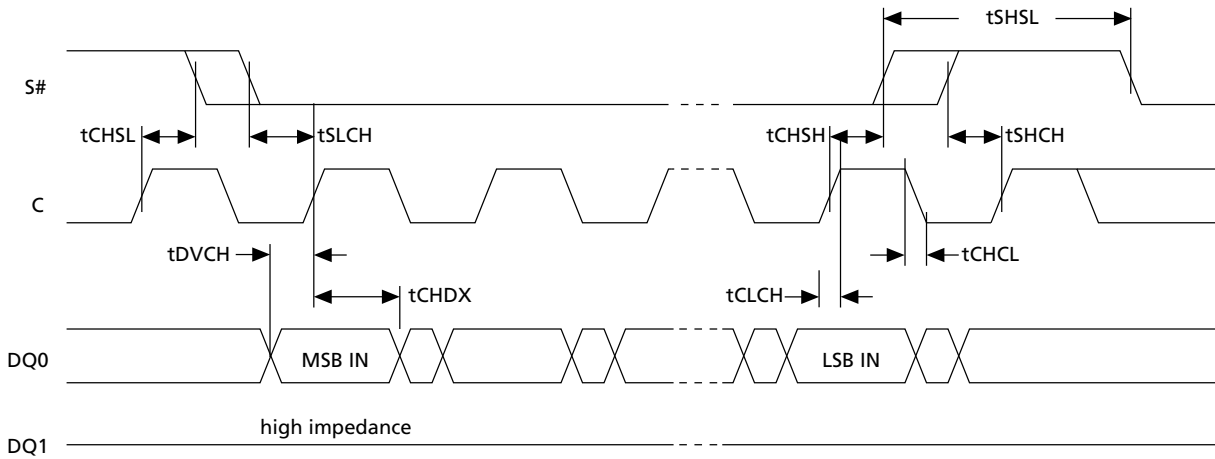 tSHSL
S#
tCHSL
tSLCH
tCHSH
tSHCH
C
tDVCH
tCHCL
tCHDX
tCLCH
DQ0
MSB IN
LSB IN
high impedance
DQ1